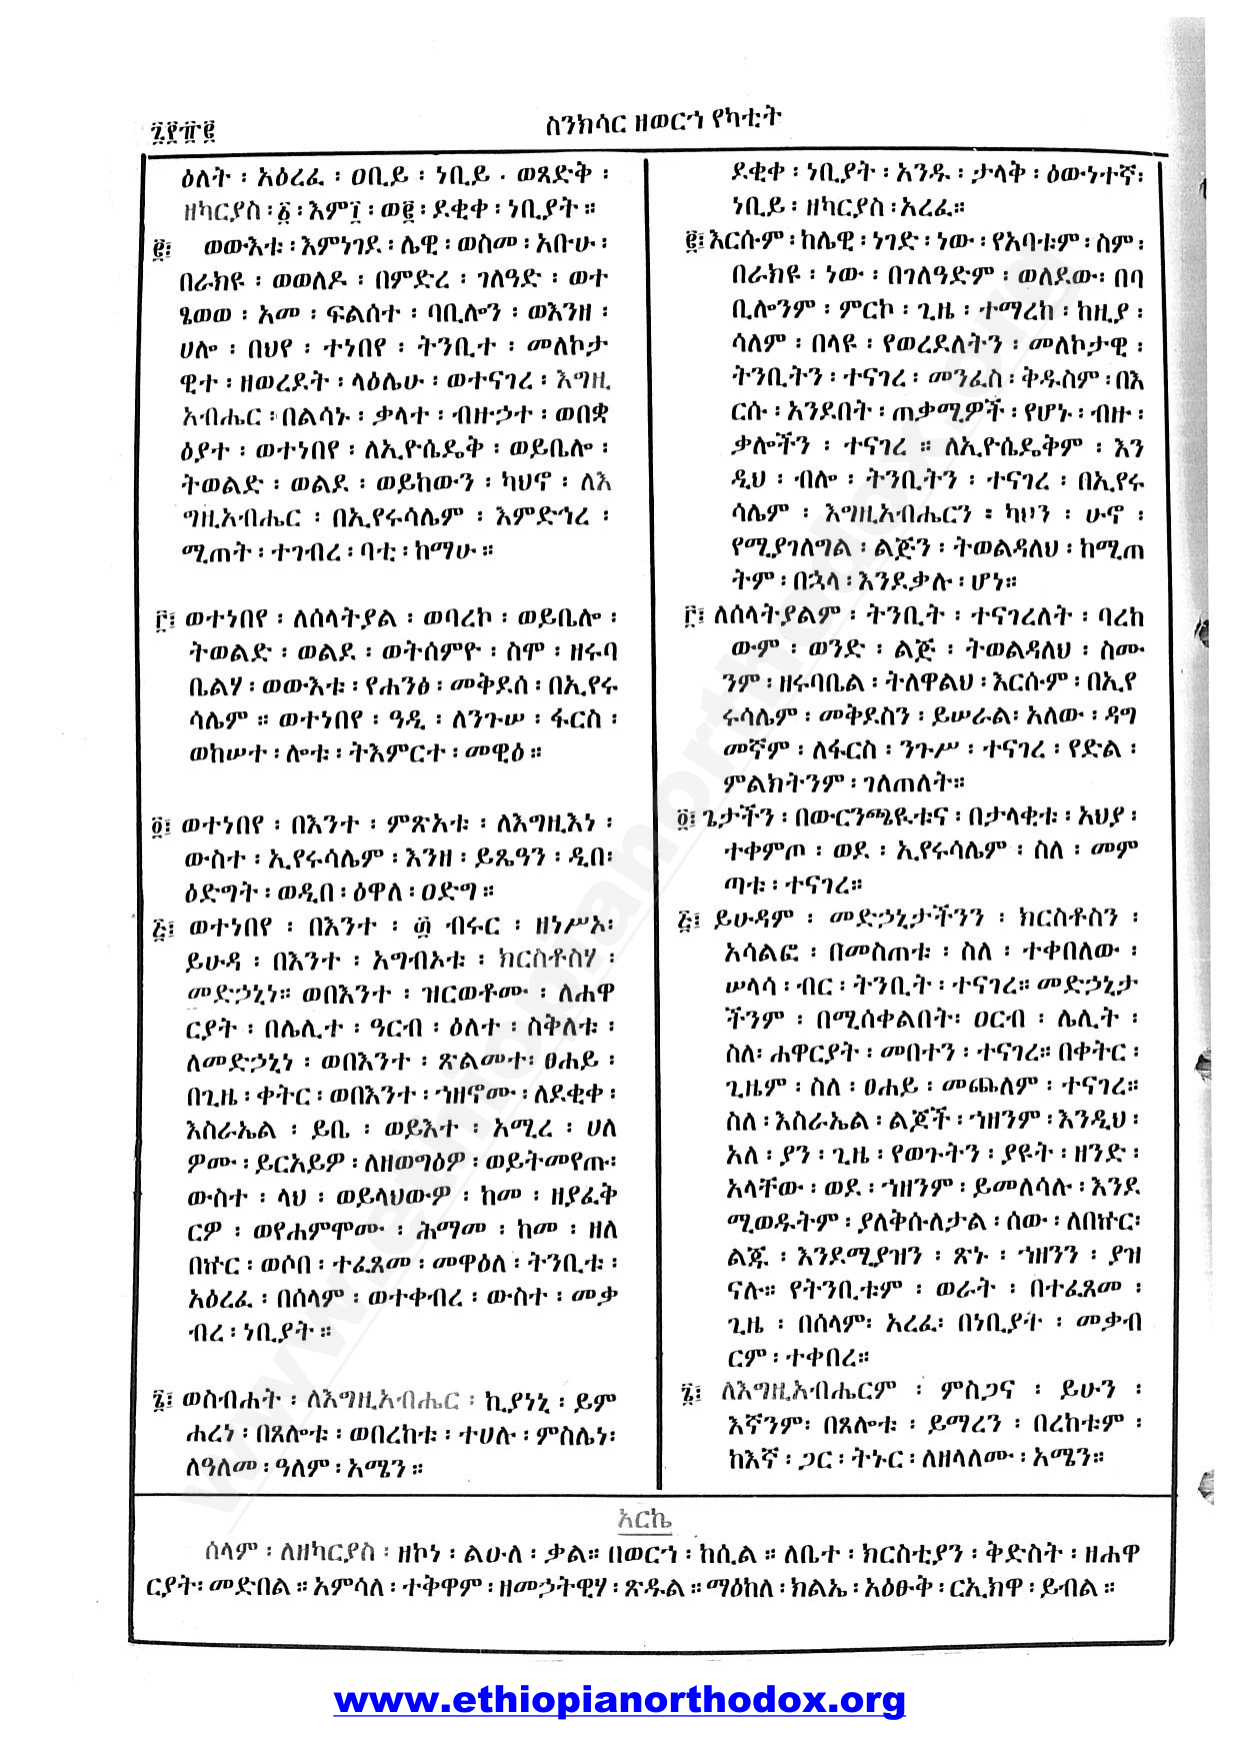 ፯፻፹፪
ስንክሳር ዘወርኀ የካቲት
ዕለት ፡ አዕረፈ ፡ ዐቢይ ፡ ነቢይ ፡ ወጻድቅ ፡
ዘካርያስ ፡ ፩ ፡ እም፲ ፡ ወ፪ ፡ ደቂቀ ፡ ነቢያት ።
፪፤ ወውእቱ ፡ እምነገደ ፡ ሌዊ ፡ ወስመ ፡ አቡሁ ፡
በራክዩ ፡ ወወለዶ ፡ በምድረ ፡ ገለዓድ ፡ ወተ
ፄወወ ፡ አመ ፡ ፍልሰተ ፡ ባቢሎን ፡ ወእንዘ ፡
ሀሎ ፡ በህየ ፡ ተነበየ ፡ ትንቢተ ፡ መለኮታ
ዊተ ፡ ዘወረደት ፡ ላዕሌሁ ፡ ወተናገረ ፡ እግዚ
አብሔር ፡ በልሳኑ ፡ ቃላተ ፡ ብዙኃተ ፡ ወበቋ
ዕያተ ፡ ወተነበየ ፡ ለኢዮሴዴቅ ፡ ወይቤሎ ፡
ትወልድ ፡ ወልደ ፡ ወይከውን ፡ ካህኖ ፡ ለእ
ግዚአብሔር ፡ በኢየሩሳሌም ፡ እምድኅረ ፡
ሚጠት ፡ ተገብረ ፡ ባቲ ፡ ከማሁ ።
፫፤ ወተነበየ ፡ ለሰላትያል ፡ ወባረኮ ፡ ወይቤሎ ፡
ትወልድ ፡ ወልደ ፡ ወትሰምዮ ፡ ስሞ ፡ ዘሩባ
ቤልሃ ፡ ወውእቱ ፡ የሐንፅ ፡ መቅደሰ ፡ በኢየሩ
ሳሌም ። ወተነበየ ፡ ዓዲ ፡ ለንጉሠ ፡ ፋርስ ፡
ወከሠተ ፡ ሎቱ ፡ ትእምርተ ፡ መዊዕ ።
፬፤ ወተነበየ ፡ በእንተ ፡ ምጽአቱ ፡ ለእግዚእነ ፡
ውስተ ፡ ኢየሩሳሌም ፡ እንዘ ፡ ይጼዓን ፡ ዲበ፡
ዕድግት ፡ ወዲበ ፡ ዕዋለ ፡ ዐድግ ።
፭፤ ወተነበየ ፡ በእንተ ፡ ፴ ብሩር ፡ ዘነሥአ፡
ይሁዳ ፡ በእንተ ፡ አግብኦቱ ፡ ክርስቶስሃ ፡
መድኃኒነ። ወበእንተ ፡ ዝርወቶሙ ፡ ለሐዋ
ርያት ፡ በሌሊተ ፡ ዓርብ ፡ ዕለተ ፡ ስቅለቱ ፡
ለመድኃኒነ ፡ ወበእንተ ፡ ጽልመተ፡ ፀሐይ ፡
በጊዜ ፡ ቀትር ፡ ወበእንተ ፡ ኀዘኖሙ ፡ ለደቂቀ ፡
እስራኤል ፡ ይቤ ፡ ወይእተ ፡ አሚረ ፡ ሀለ
ዎሙ ፡ ይርአይዎ ፡ ለዘወግዕዎ ፡ ወይትመየጡ፡
ውስተ ፡ ላህ ፡ ወይላህውዎ ፡ ከመ ፡ ዘያፈቅ
ርዎ ፡ ወየሐምሞሙ ፡ ሕማመ ፡ ከመ ፡ ዘለ
በኵር ፡ ወሶበ ፡ ተፈጸመ ፡ መዋዕለ ፡ ትንቢቱ ፡
አዕረፈ ፡ በሰላም ፡ ወተቀብረ ፡ ውስተ ፡ መቃ
ብረ ፡ ነቢያት ።
፯፤ ወስብሐት ፡ ለእግዚአብሔር ፡ ኪያነኒ ፡ ይም
ሐረነ ፡ በጸሎቱ ፡ ወበረከቱ ፡ ተሀሉ ፡ ምስሌነ፡
ለዓለመ ፡ ዓለም ፡ አሜን ።
ደቂቀ ፡ ነቢያት ፡ አንዱ ፡ ታላቅ ፡ ዕውነተኛ፡
ነቢይ ፡ ዘካርያስ ፡ አረፈ።
፪፤ እርሱም ፡ ከሌዊ ፡ ነገድ ፡ ነው ፡ የአባቱም ፡ ስም፡
በራክዩ ፡ ነው ፡ በገለዓድም ፡ ወለደው፡ በባ
ቢሎንም ፡ ምርኮ ፡ ጊዜ ፡ ተማረከ ፡ ከዚያ ፡
ሳለም ፡ በላዩ ፡ የወረደለትን ፡ መለኮታዊ ፡
ትንቢትን ፡ ተናገረ ፡ መንፈስ ፡ ቅዱስም ፡ በእ
ርሱ ፡ አንደበት ፡ ጠቃሚዎች ፡ የሆኑ ፡ ብዙ ፡
ቃሎችን ፡ ተናገረ ። ለኢዮሴዴቅም ፡ እን
ዲህ ፡ ብሎ ፡ ትንቢትን ፡ ተናገረ ፡ በኢየሩ
ሳሌም ፡ እግዚአብሔርን ፡ ካህን ፡ ሁኖ ፡
የሚያገለግል ፡ ልጅን ፡ ትወልዳለህ ፡ ከሚጠ
ትም ፡ በኋላ ፡ እንደቃሉ ፡ ሆነ።
፫፤ ለሰላትያልም ፡ ትንቢት ፡ ተናገረለት ፡ ባረከ
ውም ፡ ወንድ ፡ ልጅ ፡ ትወልዳለህ ፡ ስሙ
ንም ፡ ዘሩባቤል ፡ ትለዋልህ ፡ እርሱም ፡ በኢየ
ሩሳሌም ፡ መቅደስን ፡ ይሠራል፡ አለው ፡ ዳግ
መኛም ፡ ለፋርስ ፡ ንጉሥ ፡ ተናገረ ፡ የድል ፡
ምልክትንም ፡ ገለጠለት።
፬፤ ጌታችን ፡ በውርንጫዪቱና ፡ በታላቂቱ ፡ አህያ ፡
ተቀምጦ ፡ ወደ ፡ ኢየሩሳሌም ፡ ስለ ፡ መም
ጣቱ ፡ ተናገረ።
፭፤ ይሁዳም ፡ መድኃኒታችንን ፡ ክርስቶስን ፡
አሳልፎ ፡ በመስጠቱ ፡ ስለ ፡ ተቀበለው ፡
ሠላሳ ፡ ብር ፡ ትንቢት ፡ ተናገረ። መድኃኒታ
ችንም ፡ በሚሰቀልበት፡ ዐርብ ፡ ሌሊት ፡
ስለ፡ ሐዋርያት ፡ መበተን ፡ ተናገረ። በቀትር ፡
ጊዜም ፡ ስለ ፡ ፀሐይ ፡ መጨለም ፡ ተናገረ።
ስለ ፡ እስራኤል ፡ ልጆች ፡ ኀዘንም ፡ እንዲህ ፡
አለ ፡ ያን ፡ ጊዜ ፡ የወጉትን ፡ ያዩት ፡ ዘንድ ፡
አላቸው ፡ ወደ ፡ ኀዘንም ፡ ይመለሳሉ ፡ እንደ
ሚወዱትም ፡ ያለቅሱለታል ፡ ሰው ፡ ለበኵር፡
ልጁ ፡ እንደሚያዝን ፡ ጽኑ ፡ ኀዘንን ፡ ያዝ
ናሉ። የትንቢቱም ፡ ወራት ፡ በተፈጸመ ፡
ጊዜ ፡ በሰላም፡ አረፈ፡ በነቢያት ፡ መቃብ
ርም ፡ ተቀበረ።
፯፤ ለእግዚአብሔርም ፡ ምስጋና ፡ ይሁን ፡
እኛንም፡ በጸሎቱ ፡ ይማረን ፡ በረከቱም ፡
ከእኛ ፡ ጋር ፡ ትኑር ፡ ለዘላለሙ ፡ አሜን።
አርኬ
ሰላም ፡ ለዘካርያስ ፡ ዘኮነ ፡ ልሁለ ፡ ቃል። በወርኀ ፡ ከሲል ። ለቤተ ፡ ክርስቲያን ፡ ቅድስት ፡ ዘሐዋ
ርያት፡ መድበል ። አምሳለ ፡ ተቅዋም ፡ ዘመኃትዊሃ ፡ ጽዱል ። ማዕከለ ፡ ክልኤ ፡ አዕፁቅ ፡ ርኢክዋ ፡ ይብል ።
www.ethiopianorthodox.org